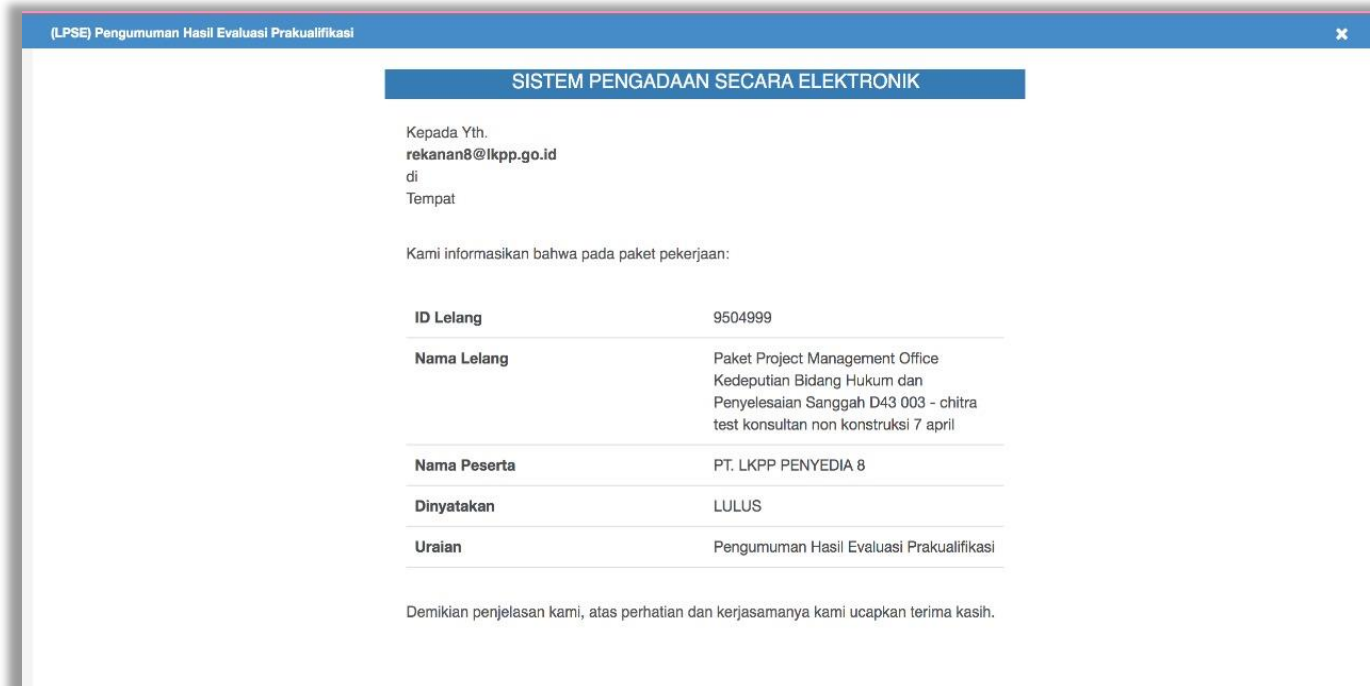 (LPSE) Pengumuman Hasil Evaluasi Prakualifikasi
SISTEM PENGADAAN SECARA ELEKTRONIK
Kepada Yth.
rekanan8@lkpp.go.id
di
Tempat
Kami informasikan bahwa pada paket pekerjaan:
ID Lelang 9504999
Nama Lelang Paket Project Management Office
Kedeputian Bidang Hukum dan
Penyelesaian Sanggah D43 003 - chitra
test konsultan non konstruksi 7 april
Nama Peserta PT. LKPP PENYEDIA 8
Dinyatakan LULUS
Uraian Pengumuman Hasil Evaluasi Prakualifikasi
Demikian penjelasan kami, atas perhatian dan kerjasamanya kami ucapkan terima kasih.